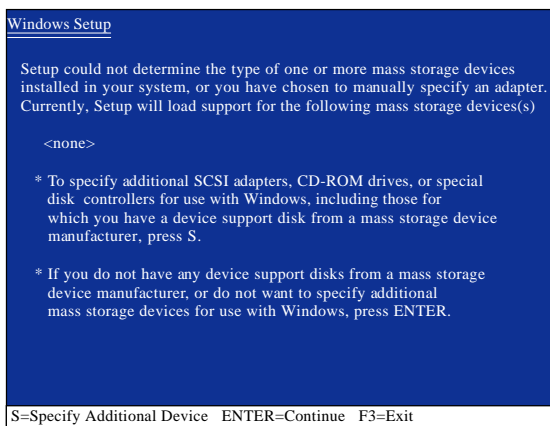 Windows Setup
Setup could not determine the type of one or more mass storage devices
installed in your system, or you have chosen to manually specify an adapter.
Currently, Setup will load support for the following mass storage devices(s)
<none>
* To specify additional SCSI adapters, CD-ROM drives, or special
disk controllers for use with Windows, including those for
which you have a device support disk from a mass storage device
manufacturer, press S.
* If you do not have any device support disks from a mass storage
device manufacturer, or do not want to specify additional
mass storage devices for use with Windows, press ENTER.
S=Specify Additional Device ENTER=Continue F3=Exit